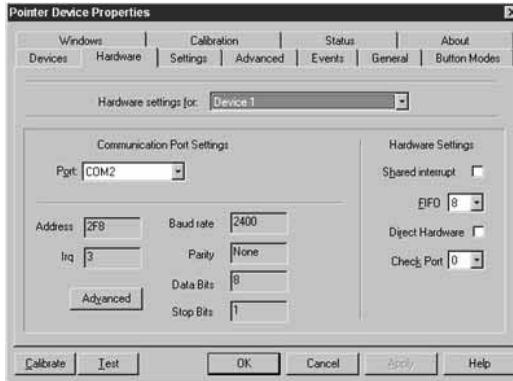 Pointer Device Properties
Windows Calibration Status About
Devices Hardware Settings Advanced Events General Button Modes
Hardware settings for: Device 1
Communication Port Settings
Port: COM2
Address 2F8
Irq 3
Advanced
Baud rate 2400
Parity None
Data Bits 8
Stop Bits 1
Hardware Settings
Shared interrupt
FIFO 8
Direct Hardware
Check Port 0
Calibrate Test OK Cancel Apply Help